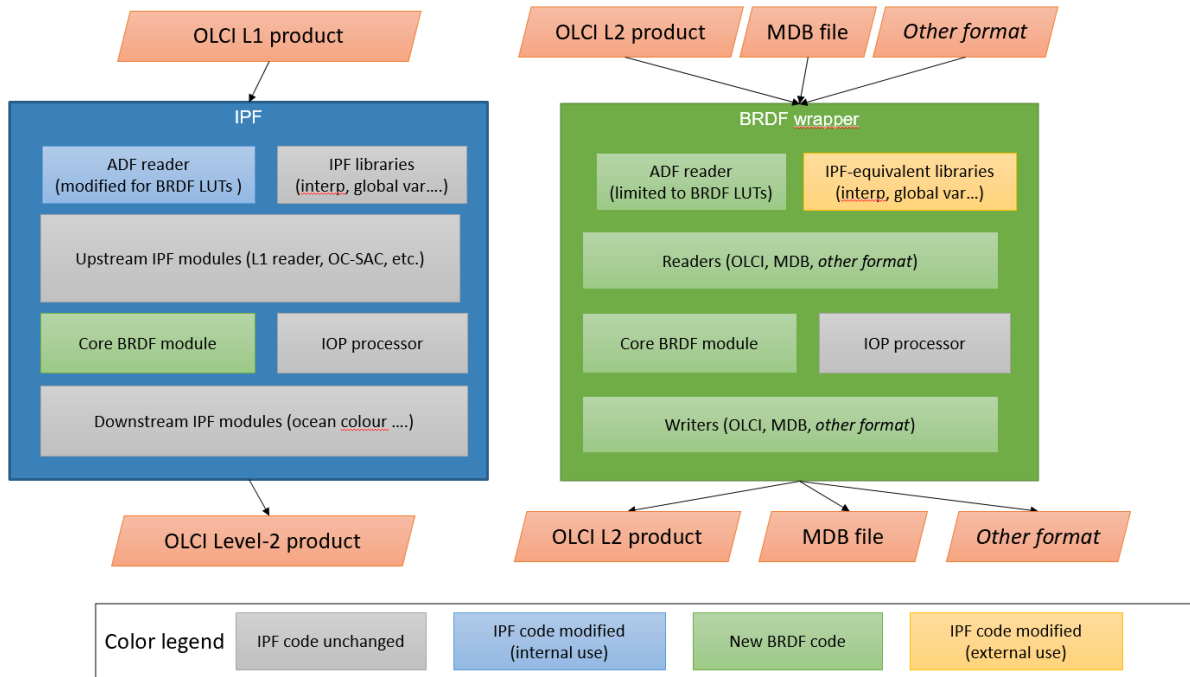 OLCI L1 product
IPF
ADF reader
(modified for BRDF LUTs )
IPF libraries
(interp, global var….)
Upstream IPF modules (L1 reader, OC-SAC, etc.)
Core BRDF module
IOP processor
Downstream IPF modules (ocean colour ….)
OLCI Level-2 product
OLCI L2 product
MDB file
Other format
BRDF wrapper
ADF reader
(limited to BRDF LUTs)
IPF-equivalent libraries
(interp, global var…)
Readers (OLCI, MDB, other format)
Core BRDF module
IOP processor
Writers (OLCI, MDB, other format)
OLCI L2 product
MDB file
Other format
Color legend
IPF code unchanged
IPF code modified
(internal use)
New BRDF code
IPF code modified
(external use)